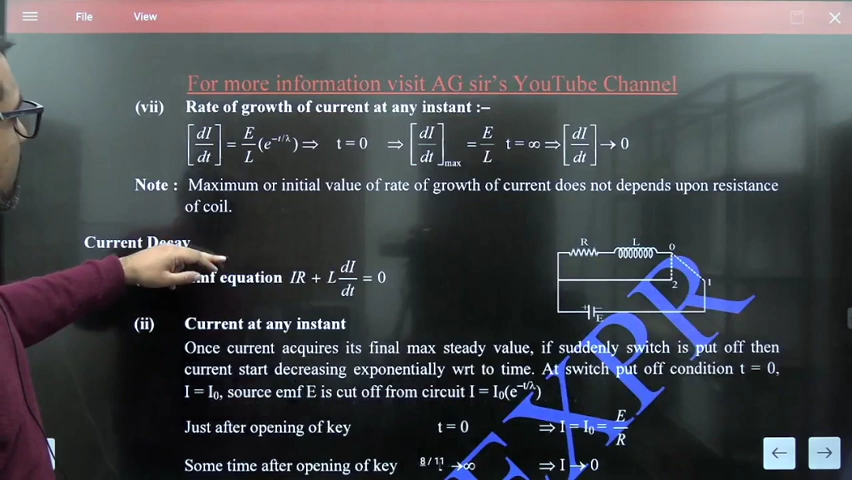 File View
For more information visit AG sir's YouTube Channel
(vii) Rate of growth of current at any instant :–
[dI/dt] = E/L (e^–t/λ) ⇒ t = 0 ⇒ [dI/dt]max = E/L t = ∞ ⇒ [dI/dt] → 0
Note : Maximum or initial value of rate of growth of current does not depends upon resistance
of coil.
Current Decay
emf equation IR + L dI/dt = 0
R L 0
2 1
E
(ii) Current at any instant
Once current acquires its final max steady value, if suddenly switch is put off then
current start decreasing exponentially wrt to time. At switch put off condition t = 0,
I = I₀, source emf E is cut off from circuit I = I₀(e^–t/λ)
Just after opening of key t = 0 ⇒ I = I₀ = E/R
Some time after opening of key →∞ ⇒ I → 0
8 / 11
EXPR